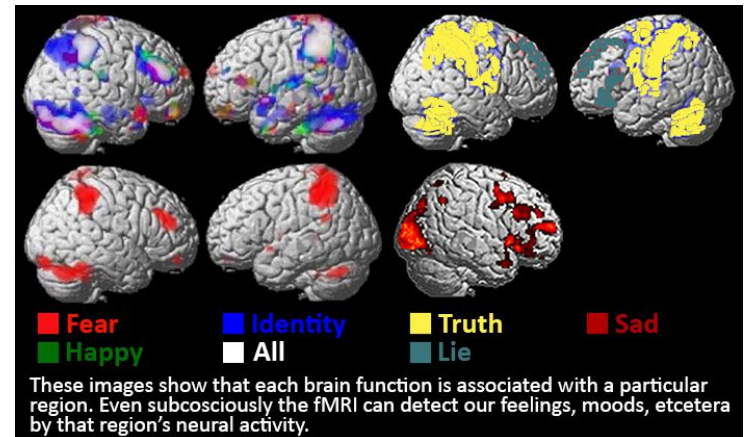 Fear Identity Truth Sad
Happy All Lie
These images show that each brain function is associated with a particular
region. Even subcosciously the fMRI can detect our feelings, moods, etcetera
by that region's neural activity.